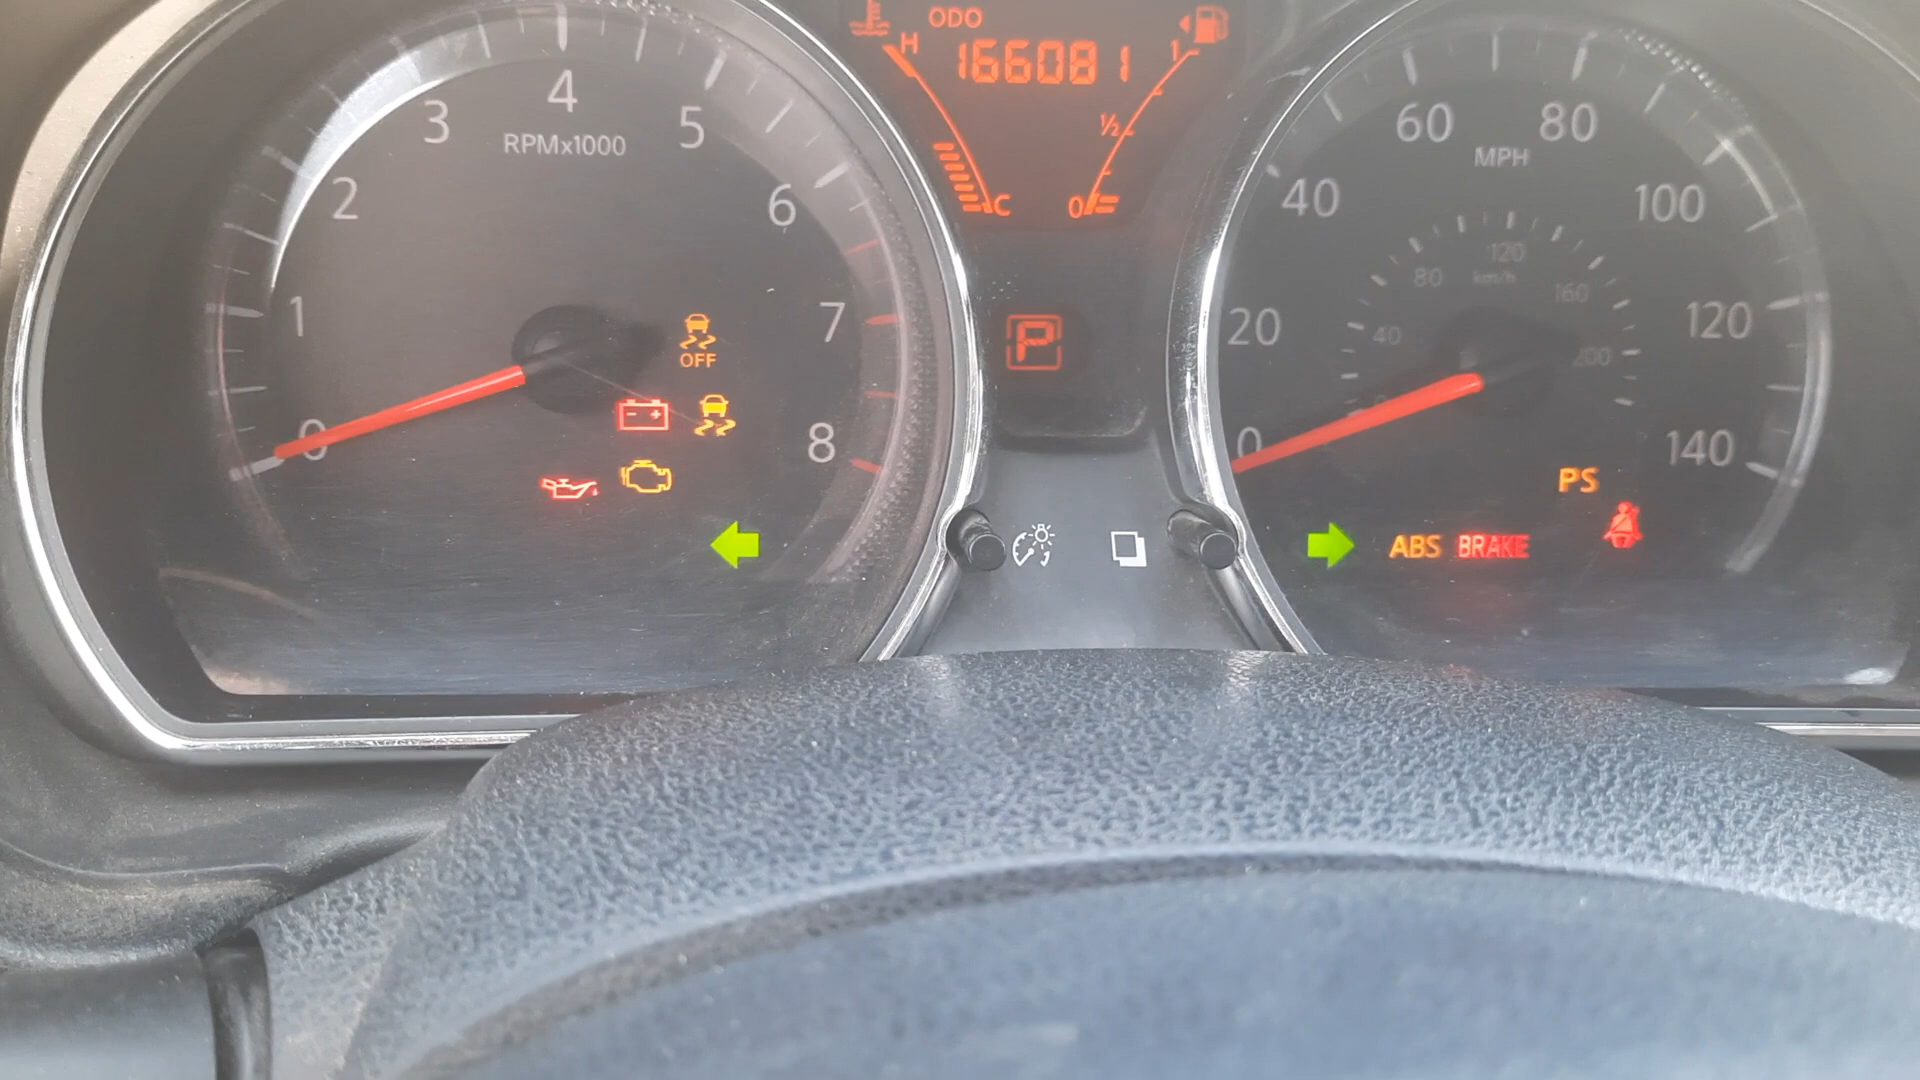 ODO
H 166081 1
1/2
C 0
4
3 5
RPMx1000
2 6
1 7
0 8
OFF
- +
P
60 80
MPH
40 100
20 120
0 140
120
80 km/h 160
40 200
PS
ABS BRAKE